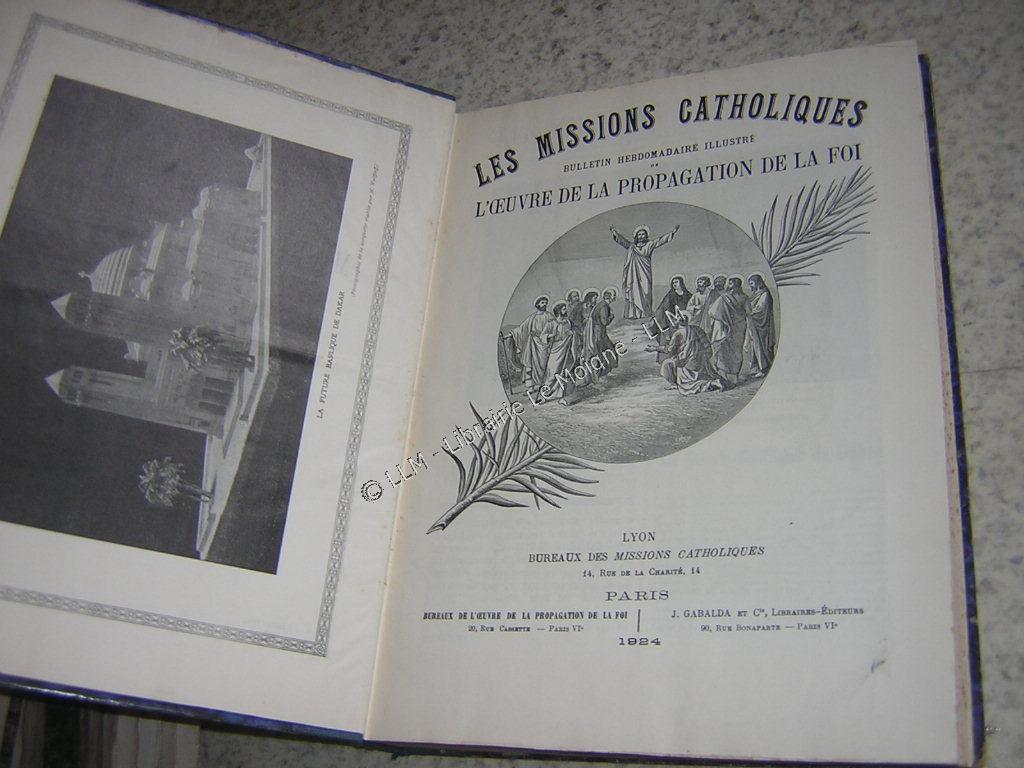 LA FUTURE BASILIQUE DE DAKAR
LES MISSIONS CATHOLIQUES
BULLETIN HEBDOMADAIRE ILLUSTRÉ
DE
L'ŒUVRE DE LA PROPAGATION DE LA FOI
© LLM - Librairie Le Moigne - LLM
LYON
BUREAUX DES MISSIONS CATHOLIQUES
14, RUE DE LA CHARITÉ, 14
PARIS
BUREAUX DE L'ŒUVRE DE LA PROPAGATION DE LA FOI
20, RUE CASSETTE — PARIS VIe
J. GABALDA ET Cie, LIBRAIRES-ÉDITEURS
90, RUE BONAPARTE — PARIS VIe
1924